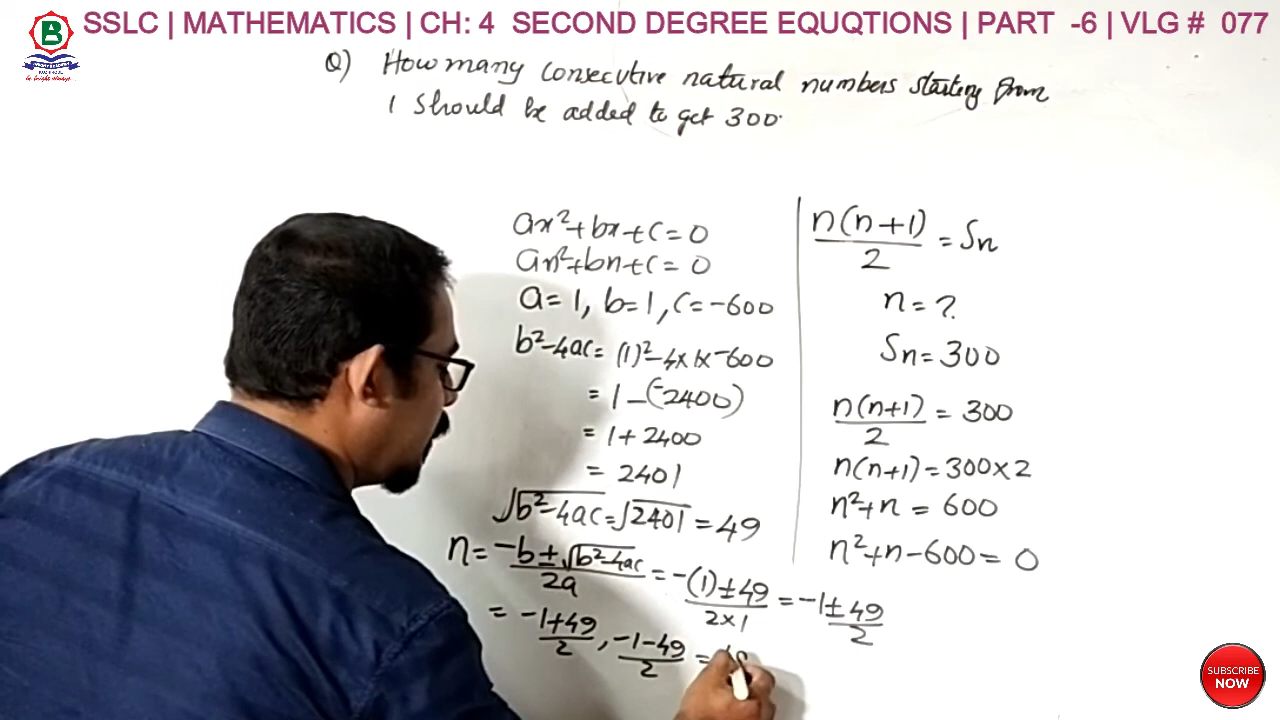 SSLC | MATHEMATICS | CH: 4 SECOND DEGREE EQUQTIONS | PART -6 | VLG # 077
B
Q) How many consecutive natural numbers starting from
1 should be added to get 300.
ax²+bx+c=0
an²+bn+c=0
a=1, b=1, c=-600
b²-4ac= (1)²-4x1x-600
= 1-(-2400)
= 1+2400
= 2401
√b²-4ac=√2401 =49
n= -b±√b²-4ac/2a = -(1)±49/2×1 = -1±49/2
= -1+49/2, -1-49/2 =
n(n+1)/2 = Sn
n=?
Sn=300
n(n+1)/2 = 300
n(n+1)=300×2
n²+n = 600
n²+n-600=0
SUBSCRIBE
NOW